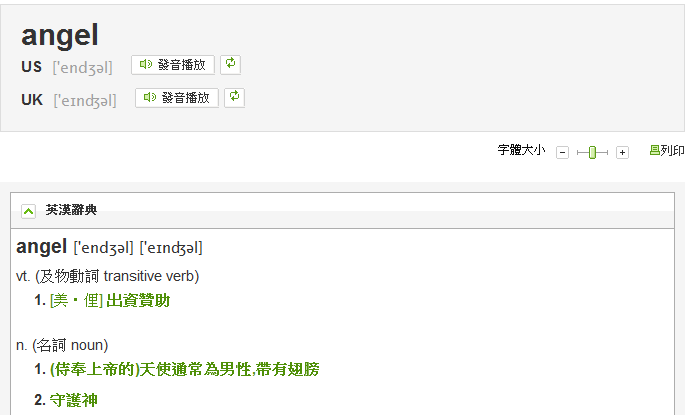 angel
US ['endʒəl] 發音播放
UK ['eɪndʒəl] 發音播放
字體大小 列印
英漢辭典
angel ['endʒəl] ['eɪndʒəl]
vt. (及物動詞 transitive verb)
1. [美‧俚] 出資贊助
n. (名詞 noun)
1. (侍奉上帝的)天使通常為男性,帶有翅膀
2. 守護神